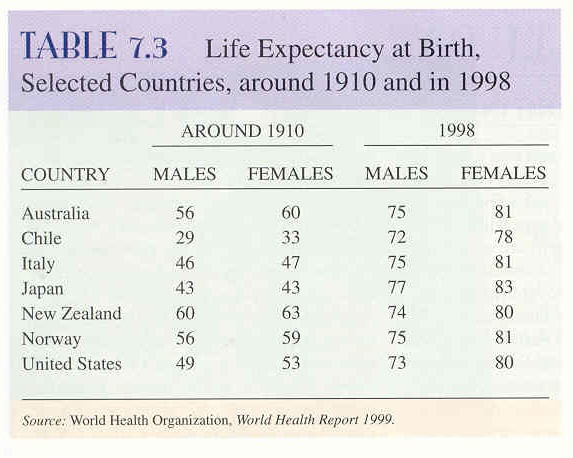 TABLE 7.3 Life Expectancy at Birth,
Selected Countries, around 1910 and in 1998
AROUND 1910 1998
COUNTRY MALES FEMALES MALES FEMALES
Australia 56 60 75 81
Chile 29 33 72 78
Italy 46 47 75 81
Japan 43 43 77 83
New Zealand 60 63 74 80
Norway 56 59 75 81
United States 49 53 73 80
Source: World Health Organization, World Health Report 1999.